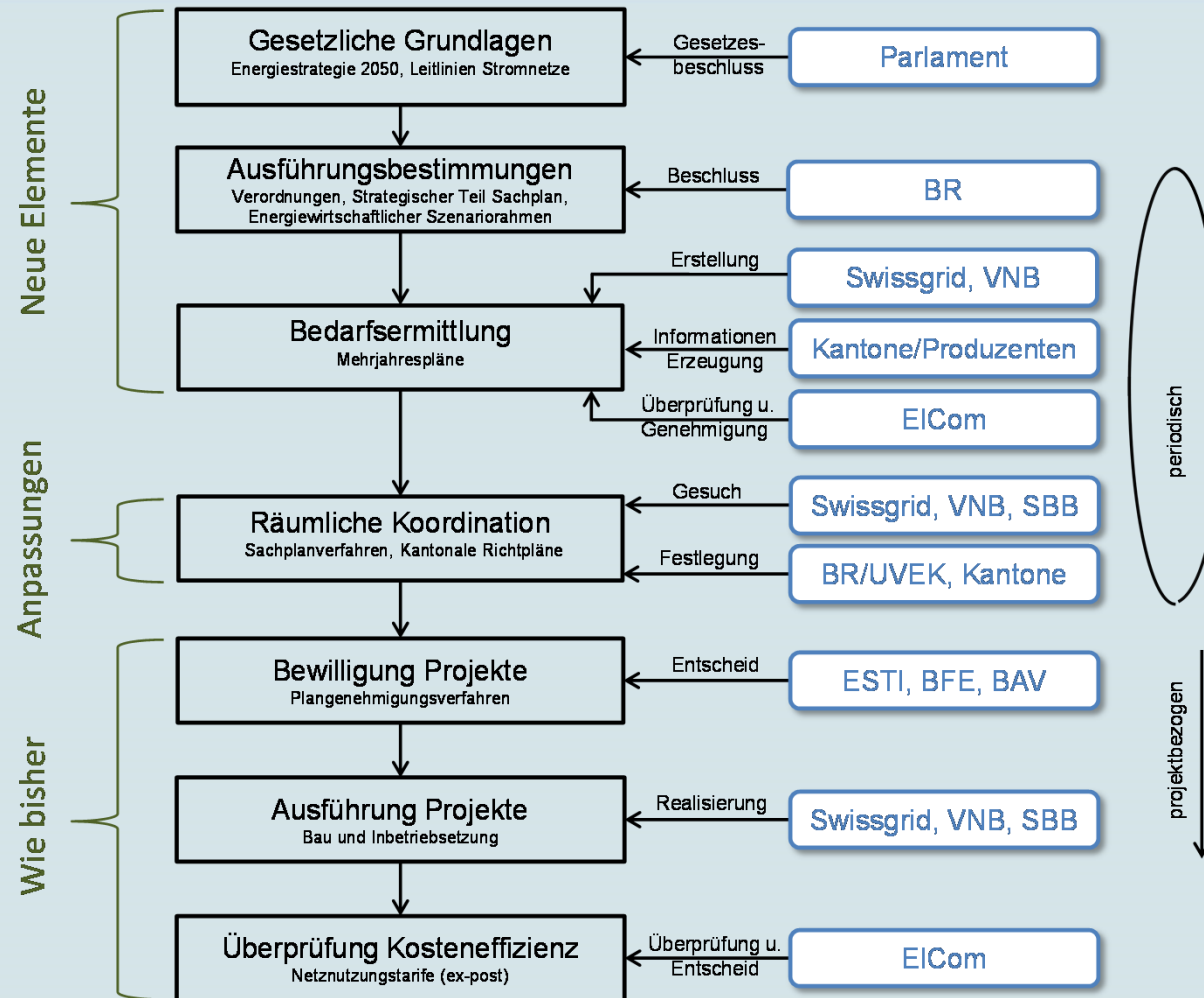 Neue Elemente
Gesetzliche Grundlagen
Energiestrategie 2050, Leitlinien Stromnetze
Gesetzes-
beschluss
Parlament
Ausführungsbestimmungen
Verordnungen, Strategischer Teil Sachplan,
Energiewirtschaftlicher Szenariorahmen
Beschluss
BR
Bedarfsermittlung
Mehrjahrespläne
Erstellung
Swissgrid, VNB
Informationen
Erzeugung
Kantone/Produzenten
Überprüfung u.
Genehmigung
ElCom
periodisch
Anpassungen
Räumliche Koordination
Sachplanverfahren, Kantonale Richtpläne
Gesuch
Swissgrid, VNB, SBB
Festlegung
BR/UVEK, Kantone
Wie bisher
Bewilligung Projekte
Plangenehmigungsverfahren
Entscheid
ESTI, BFE, BAV
projektbezogen
Ausführung Projekte
Bau und Inbetriebsetzung
Realisierung
Swissgrid, VNB, SBB
Überprüfung Kosteneffizienz
Netznutzungstarife (ex-post)
Überprüfung u.
Entscheid
ElCom